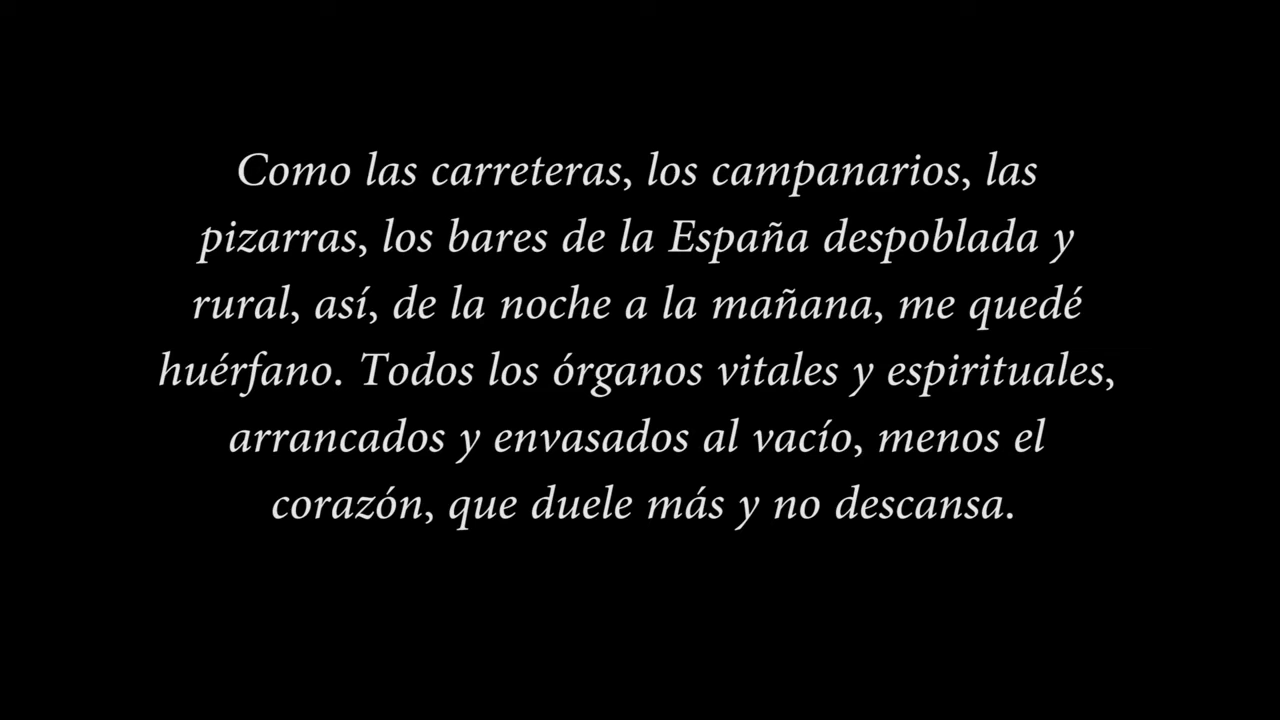 Como las carreteras, los campanarios, las
pizarras, los bares de la España despoblada y
rural, así, de la noche a la mañana, me quedé
huérfano. Todos los órganos vitales y espirituales,
arrancados y envasados al vacío, menos el
corazón, que duele más y no descansa.